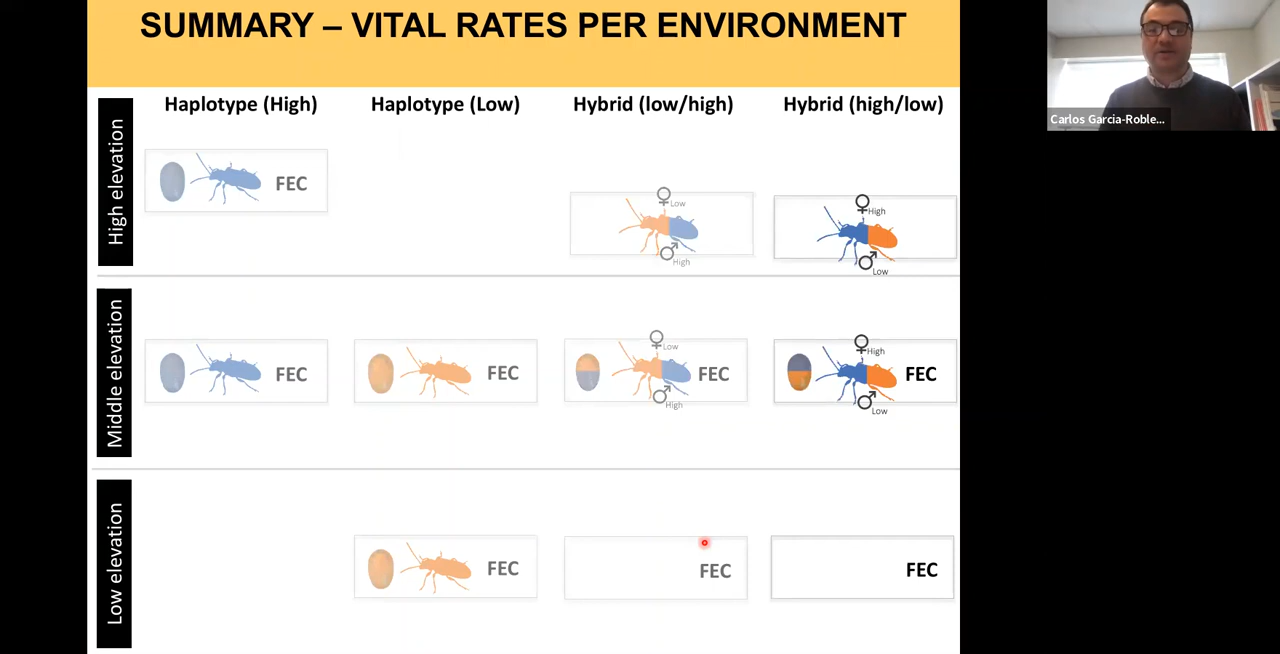 SUMMARY – VITAL RATES PER ENVIRONMENT
Carlos Garcia-Roble...
Haplotype (High)
Haplotype (Low)
Hybrid (low/high)
Hybrid (high/low)
High elevation
FEC
♀Low
♂High
♀High
♂Low
Middle elevation
FEC
FEC
♀Low
FEC
♂High
♀High
FEC
♂Low
Low elevation
FEC
FEC
FEC